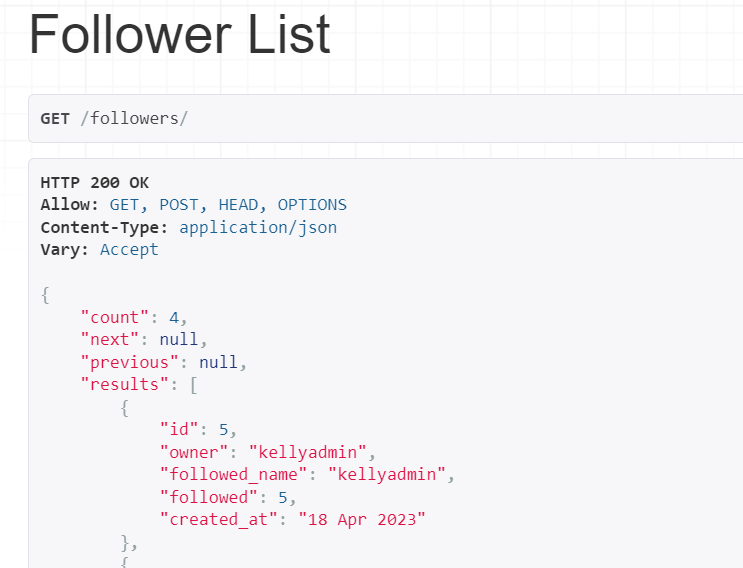 Follower List
GET /followers/
HTTP 200 OK
Allow: GET, POST, HEAD, OPTIONS
Content-Type: application/json
Vary: Accept
{
    "count": 4,
    "next": null,
    "previous": null,
    "results": [
        {
            "id": 5,
            "owner": "kellyadmin",
            "followed_name": "kellyadmin",
            "followed": 5,
            "created_at": "18 Apr 2023"
        },
        {